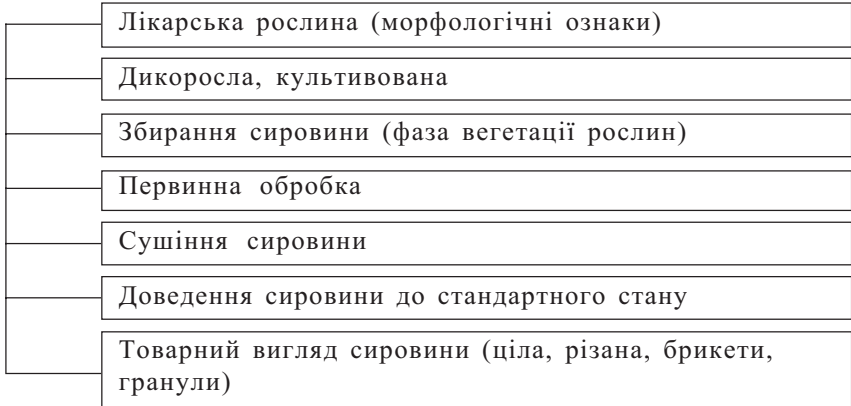 Лікарська рослина (морфологічні ознаки)
Дикоросла, культивована
Збирання сировини (фаза вегетації рослин)
Первинна обробка
Сушіння сировини
Доведення сировини до стандартного стану
Товарний вигляд сировини (ціла, різана, брикети,
гранули)